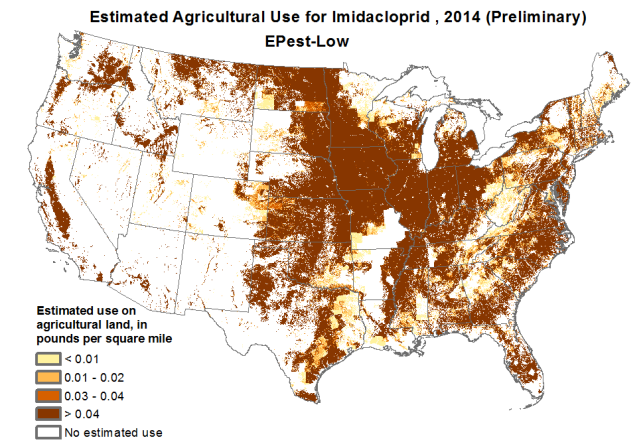 Estimated Agricultural Use for Imidacloprid , 2014 (Preliminary)
EPest-Low
Estimated use on
agricultural land, in
pounds per square mile
< 0.01
0.01 - 0.02
0.03 - 0.04
> 0.04
No estimated use